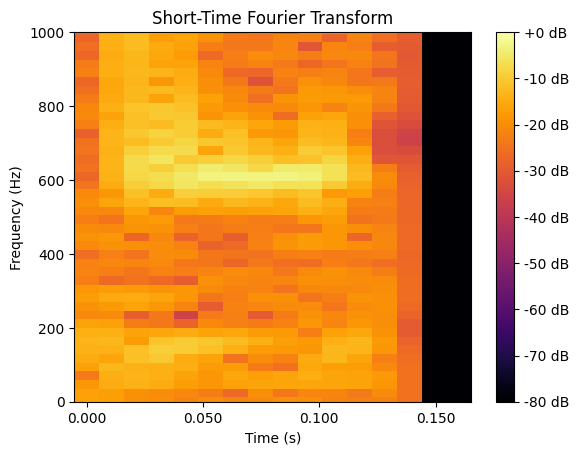 Short-Time Fourier Transform
1000
800
600
400
200
0
Frequency (Hz)
0.000
0.050
0.100
0.150
Time (s)
+0 dB
-10 dB
-20 dB
-30 dB
-40 dB
-50 dB
-60 dB
-70 dB
-80 dB